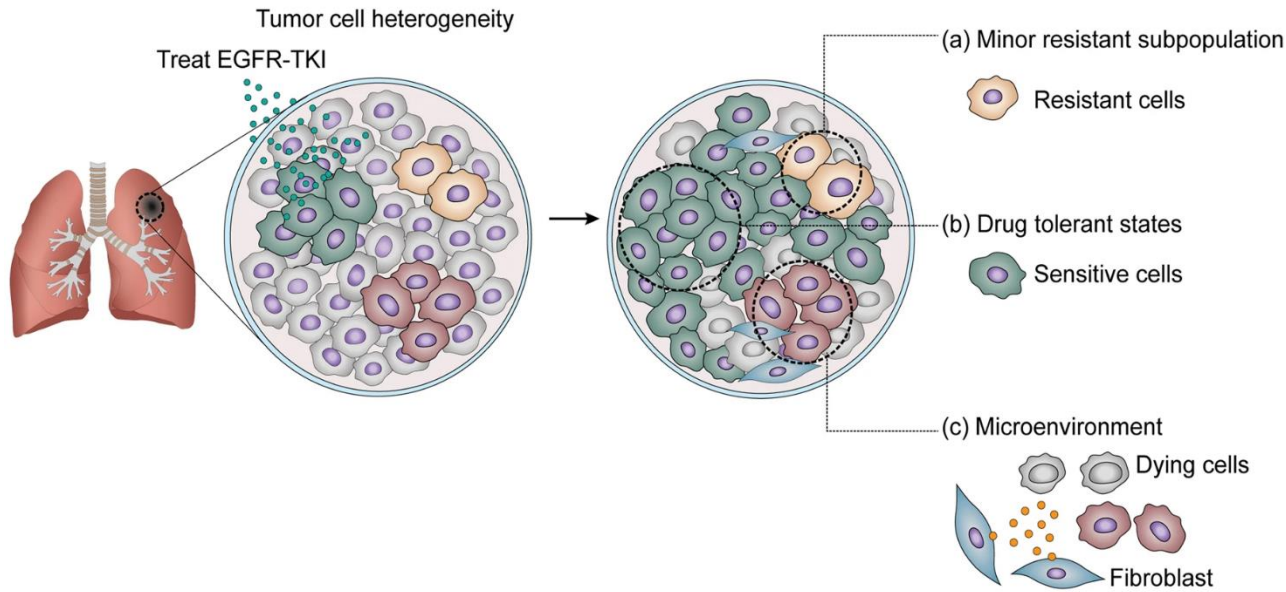 Tumor cell heterogeneity
Treat EGFR-TKI
(a) Minor resistant subpopulation
Resistant cells
(b) Drug tolerant states
Sensitive cells
(c) Microenvironment
Dying cells
Fibroblast